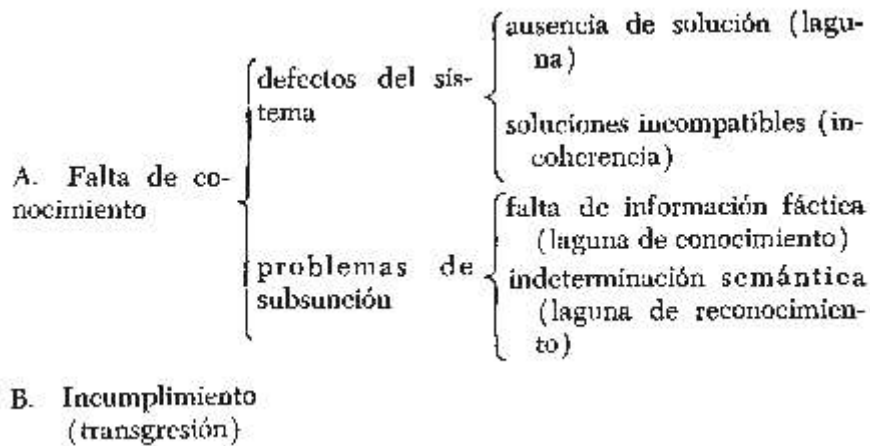 ausencia de solución (lagu-
na)
defectos del sis-
tema
soluciones incompatibles (in-
coherencia)
A. Falta de co-
nocimiento
falta de información fáctica
(laguna de conocimiento)
problemas de
subsunción
indeterminación semántica
(laguna de reconocimien-
to)
B. Incumplimiento
(transgresión)